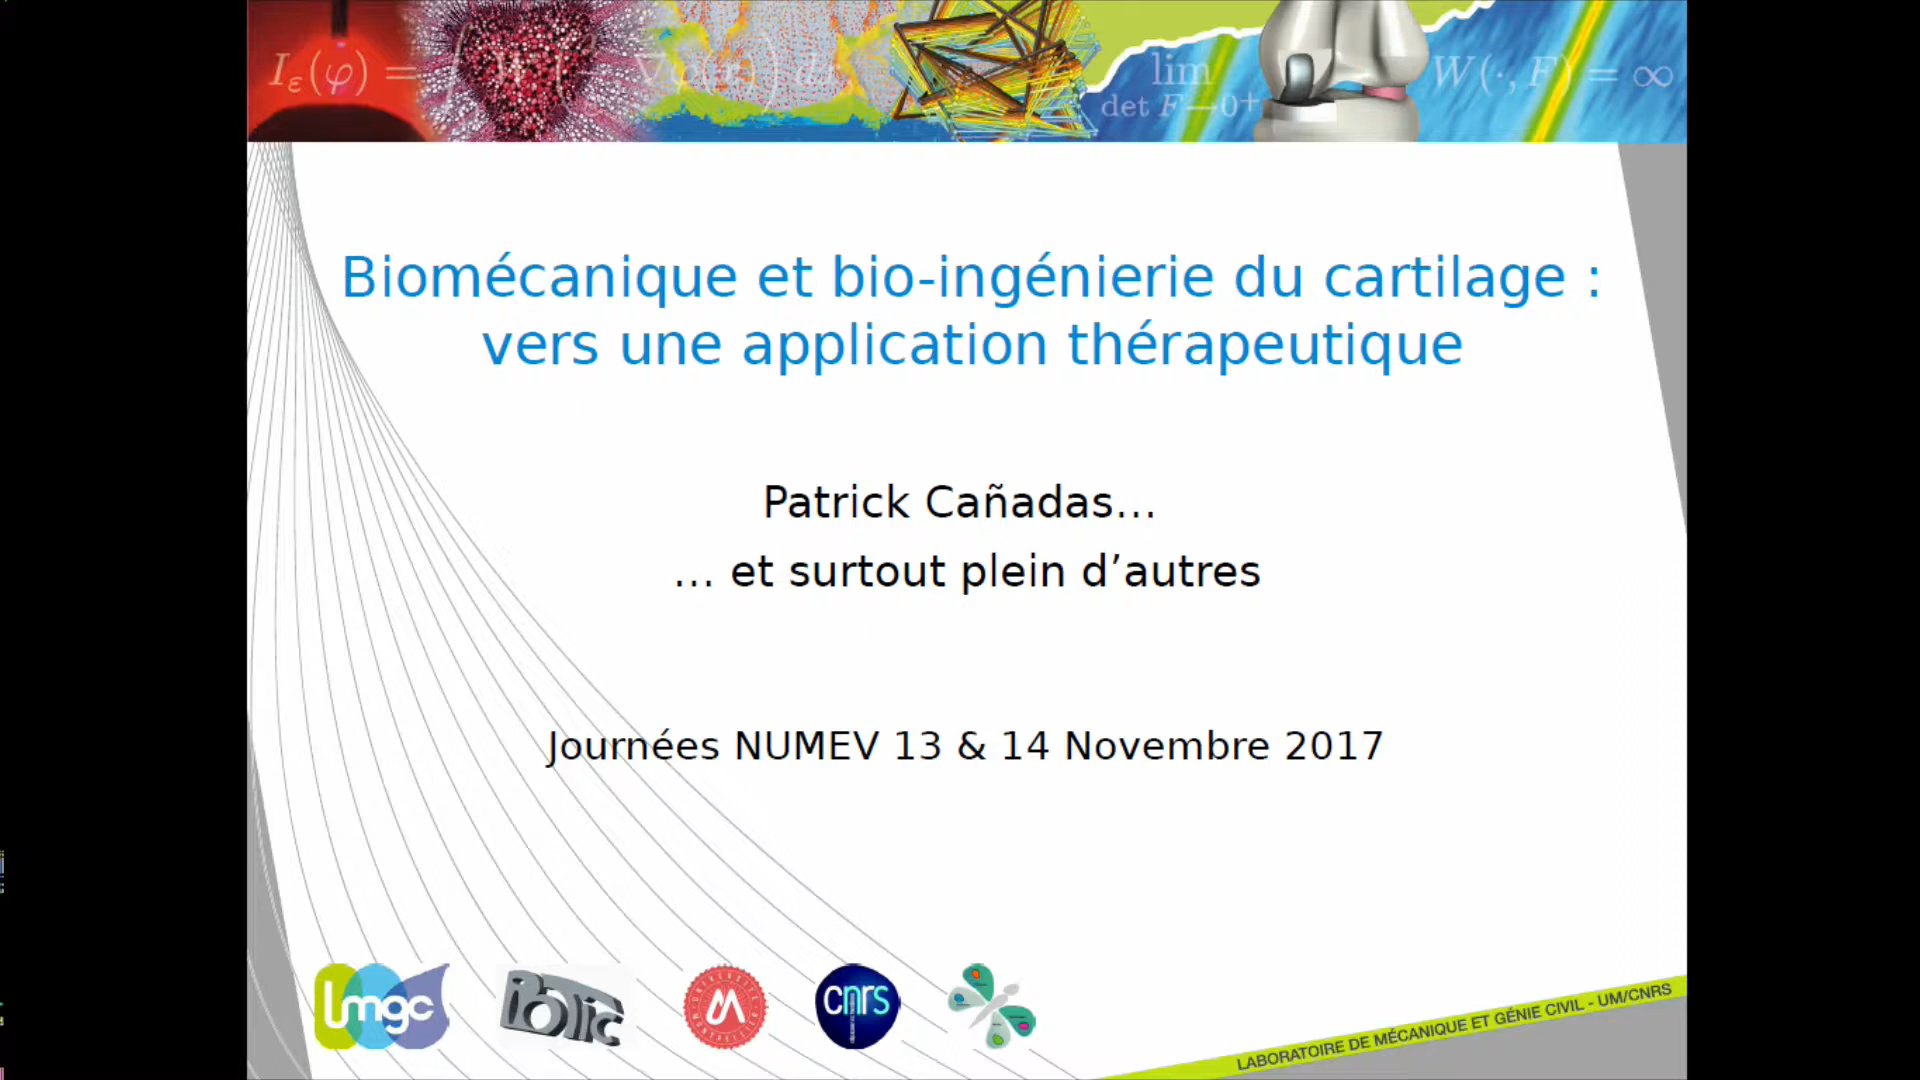 Biomécanique et bio-ingénierie du cartilage :
vers une application thérapeutique
Patrick Cañadas...
... et surtout plein d’autres
Journées NUMEV 13 & 14 Novembre 2017
lmgc
cnrs
LABORATOIRE DE MÉCANIQUE ET GÉNIE CIVIL - UM/CNRS